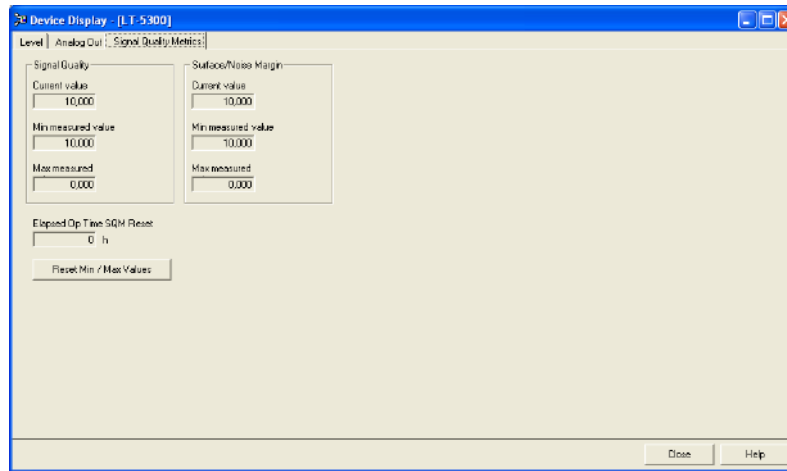 Device Display - [LT-5300]
Level Analog Out Signal Quality Metrics
Signal Quality
Current value
10,000
Min measured value
10.000
Max measured
0,000
Surface/Noise Margin
Current value
10,000
Min measured value
10.000
Max measured
0,000
Elapsed Op Time SQM Reset
0 h
Reset Min / Max Values
Close Help